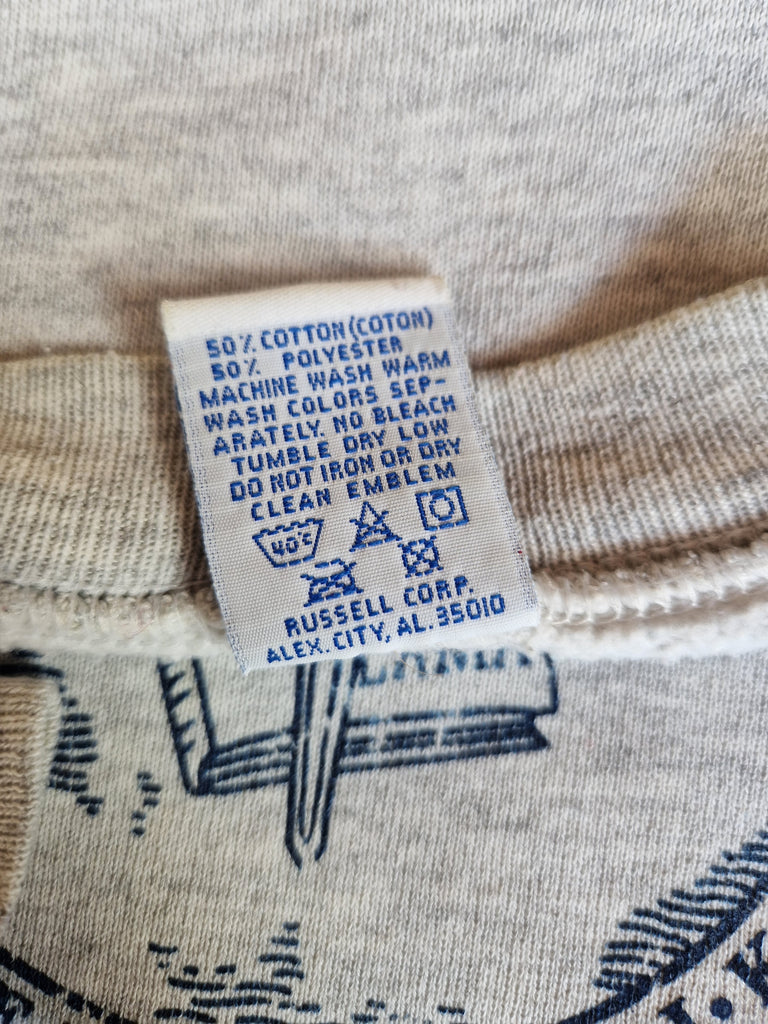 50% COTTON (COTON)
50% POLYESTER
MACHINE WASH WARM
WASH COLORS SEP-
ARATELY. NO BLEACH
TUMBLE DRY LOW
DO NOT IRON OR DRY
CLEAN EMBLEM
40°C
RUSSELL CORP.
ALEX. CITY, AL. 35010